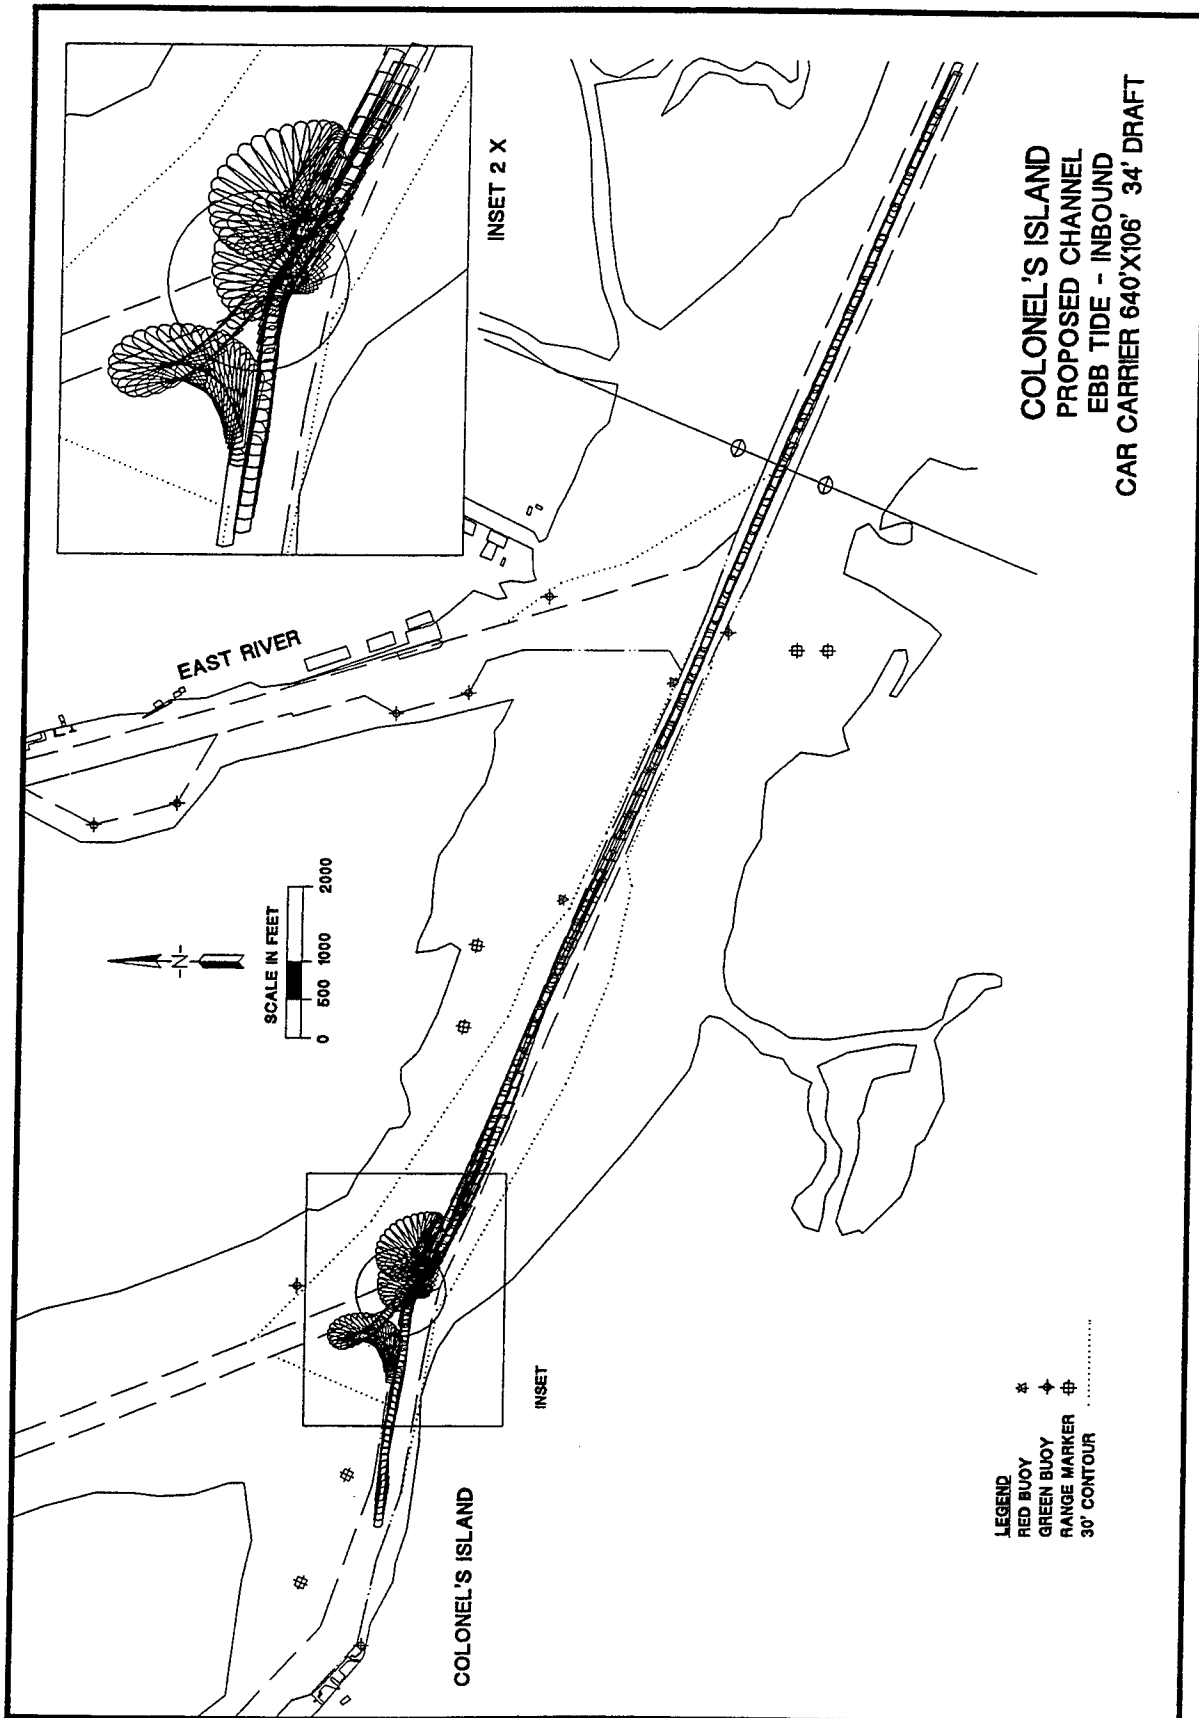 INSET 2 X
EAST RIVER
-N-
SCALE IN FEET
0 500 1000 2000
INSET
COLONEL'S ISLAND
LEGEND
RED BUOY
GREEN BUOY
RANGE MARKER
30' CONTOUR
COLONEL'S ISLAND
PROPOSED CHANNEL
EBB TIDE - INBOUND
CAR CARRIER 640'X106' 34' DRAFT